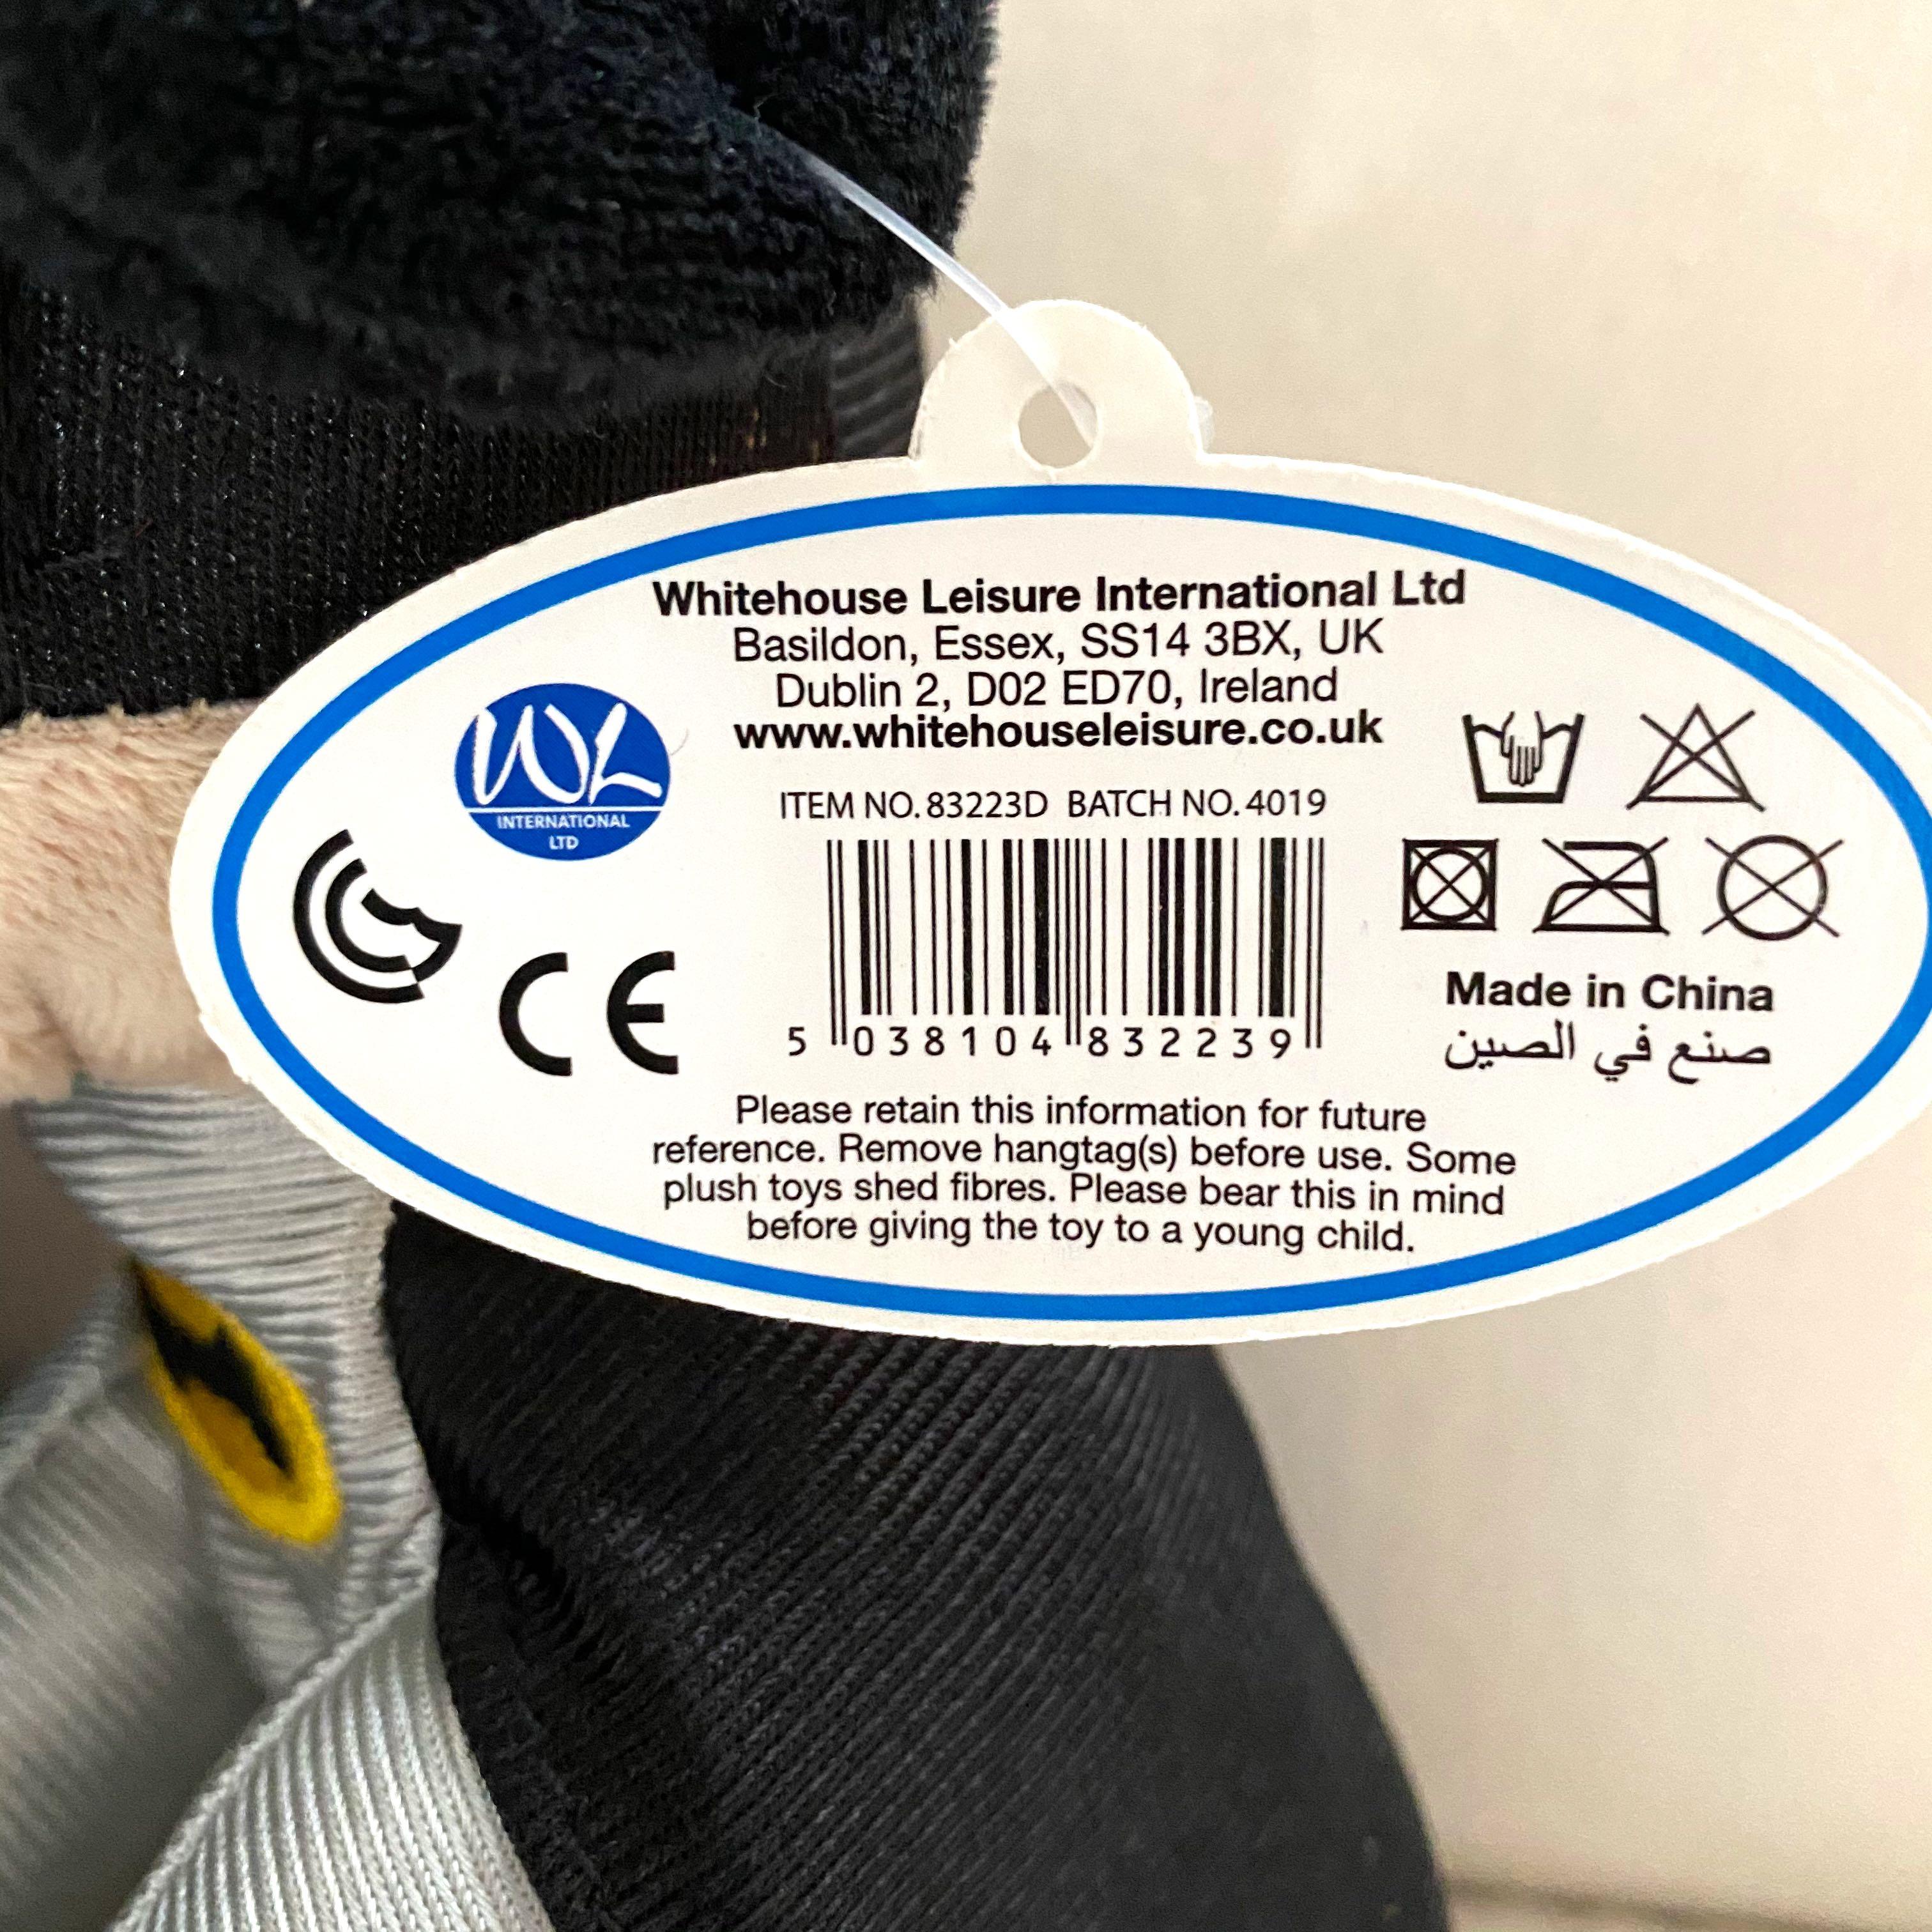 Whitehouse Leisure International Ltd
Basildon, Essex, SS14 3BX, UK
Dublin 2, D02 ED70, Ireland
www.whitehouseleisure.co.uk
WL
INTERNATIONAL
LTD
ITEM NO. 83223D BATCH NO. 4019
CE
5 038104 832239
Made in China
صنع في الصين
Please retain this information for future
reference. Remove hangtag(s) before use. Some
plush toys shed fibres. Please bear this in mind
before giving the toy to a young child.